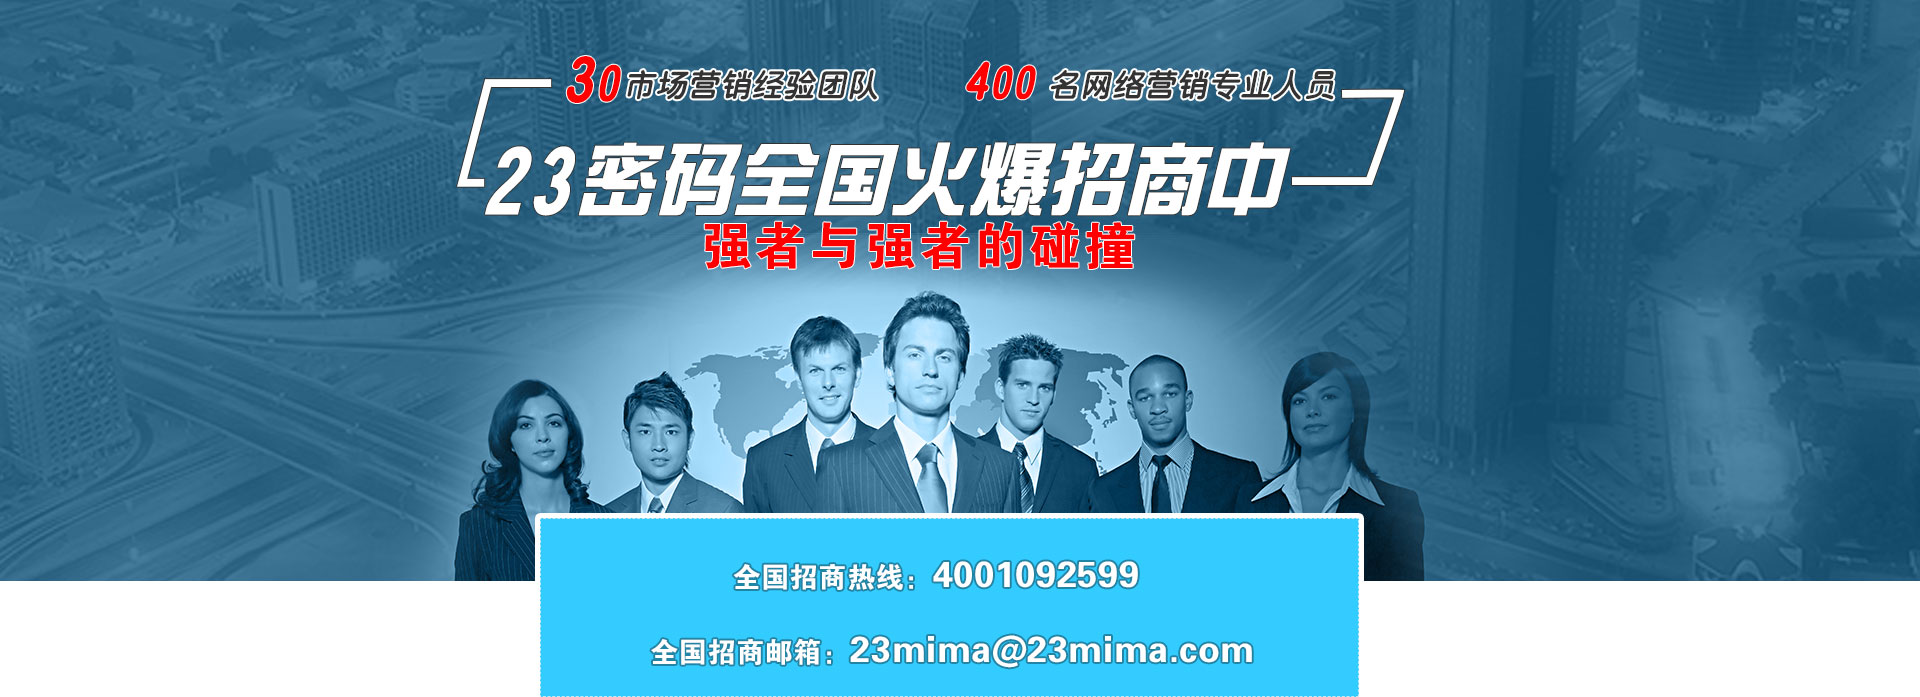 30市场营销经验团队 400 名网络营销专业人员
23密码全国火爆招商中
强者与强者的碰撞
全国招商热线：4001092599
全国招商邮箱：23mima@23mima.com